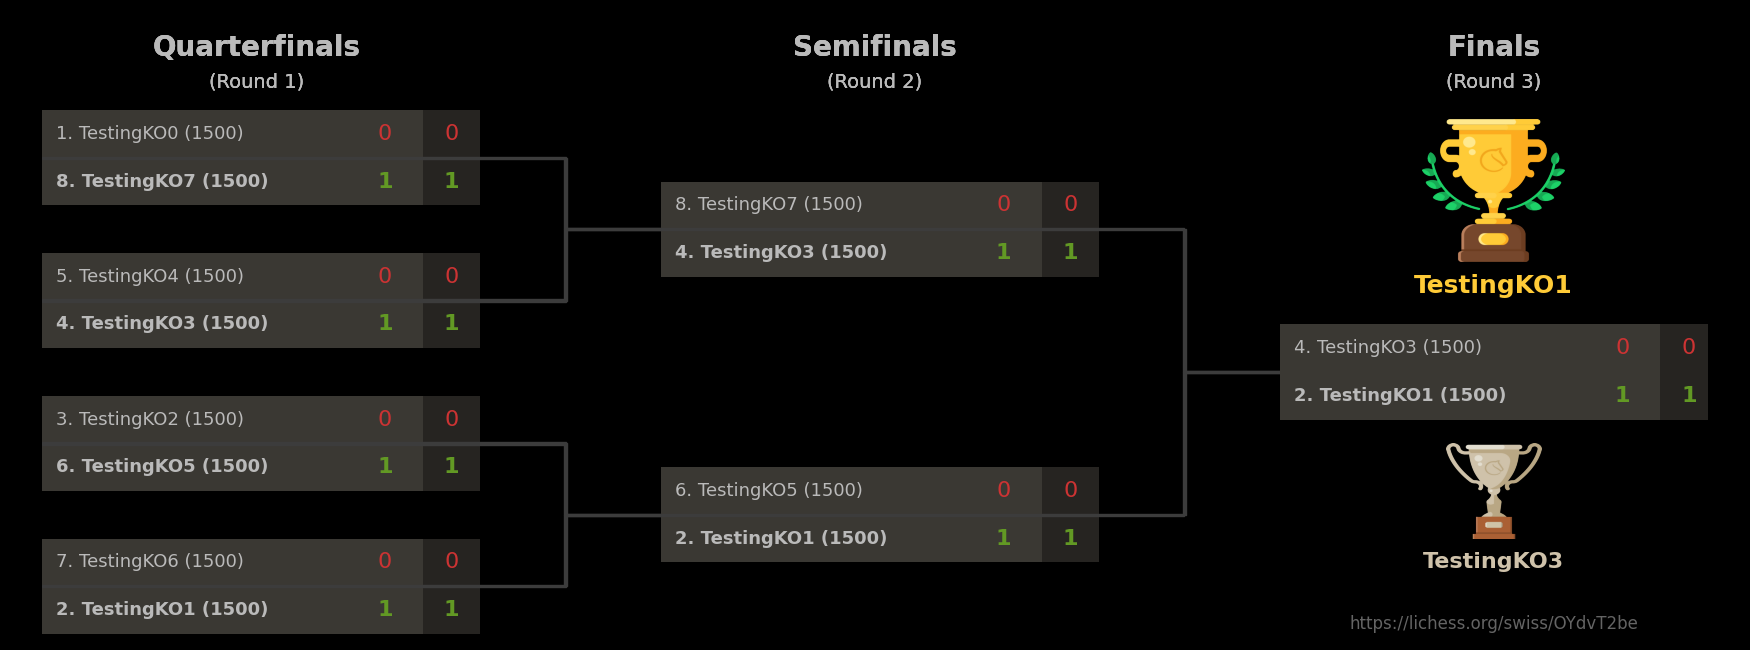 Quarterfinals
(Round 1)
1. TestingKO0 (1500) 0 0
8. TestingKO7 (1500) 1 1
5. TestingKO4 (1500) 0 0
4. TestingKO3 (1500) 1 1
3. TestingKO2 (1500) 0 0
6. TestingKO5 (1500) 1 1
7. TestingKO6 (1500) 0 0
2. TestingKO1 (1500) 1 1
Semifinals
(Round 2)
8. TestingKO7 (1500) 0 0
4. TestingKO3 (1500) 1 1
6. TestingKO5 (1500) 0 0
2. TestingKO1 (1500) 1 1
Finals
(Round 3)
TestingKO1
4. TestingKO3 (1500) 0 0
2. TestingKO1 (1500) 1 1
TestingKO3
https://lichess.org/swiss/OYdvT2be